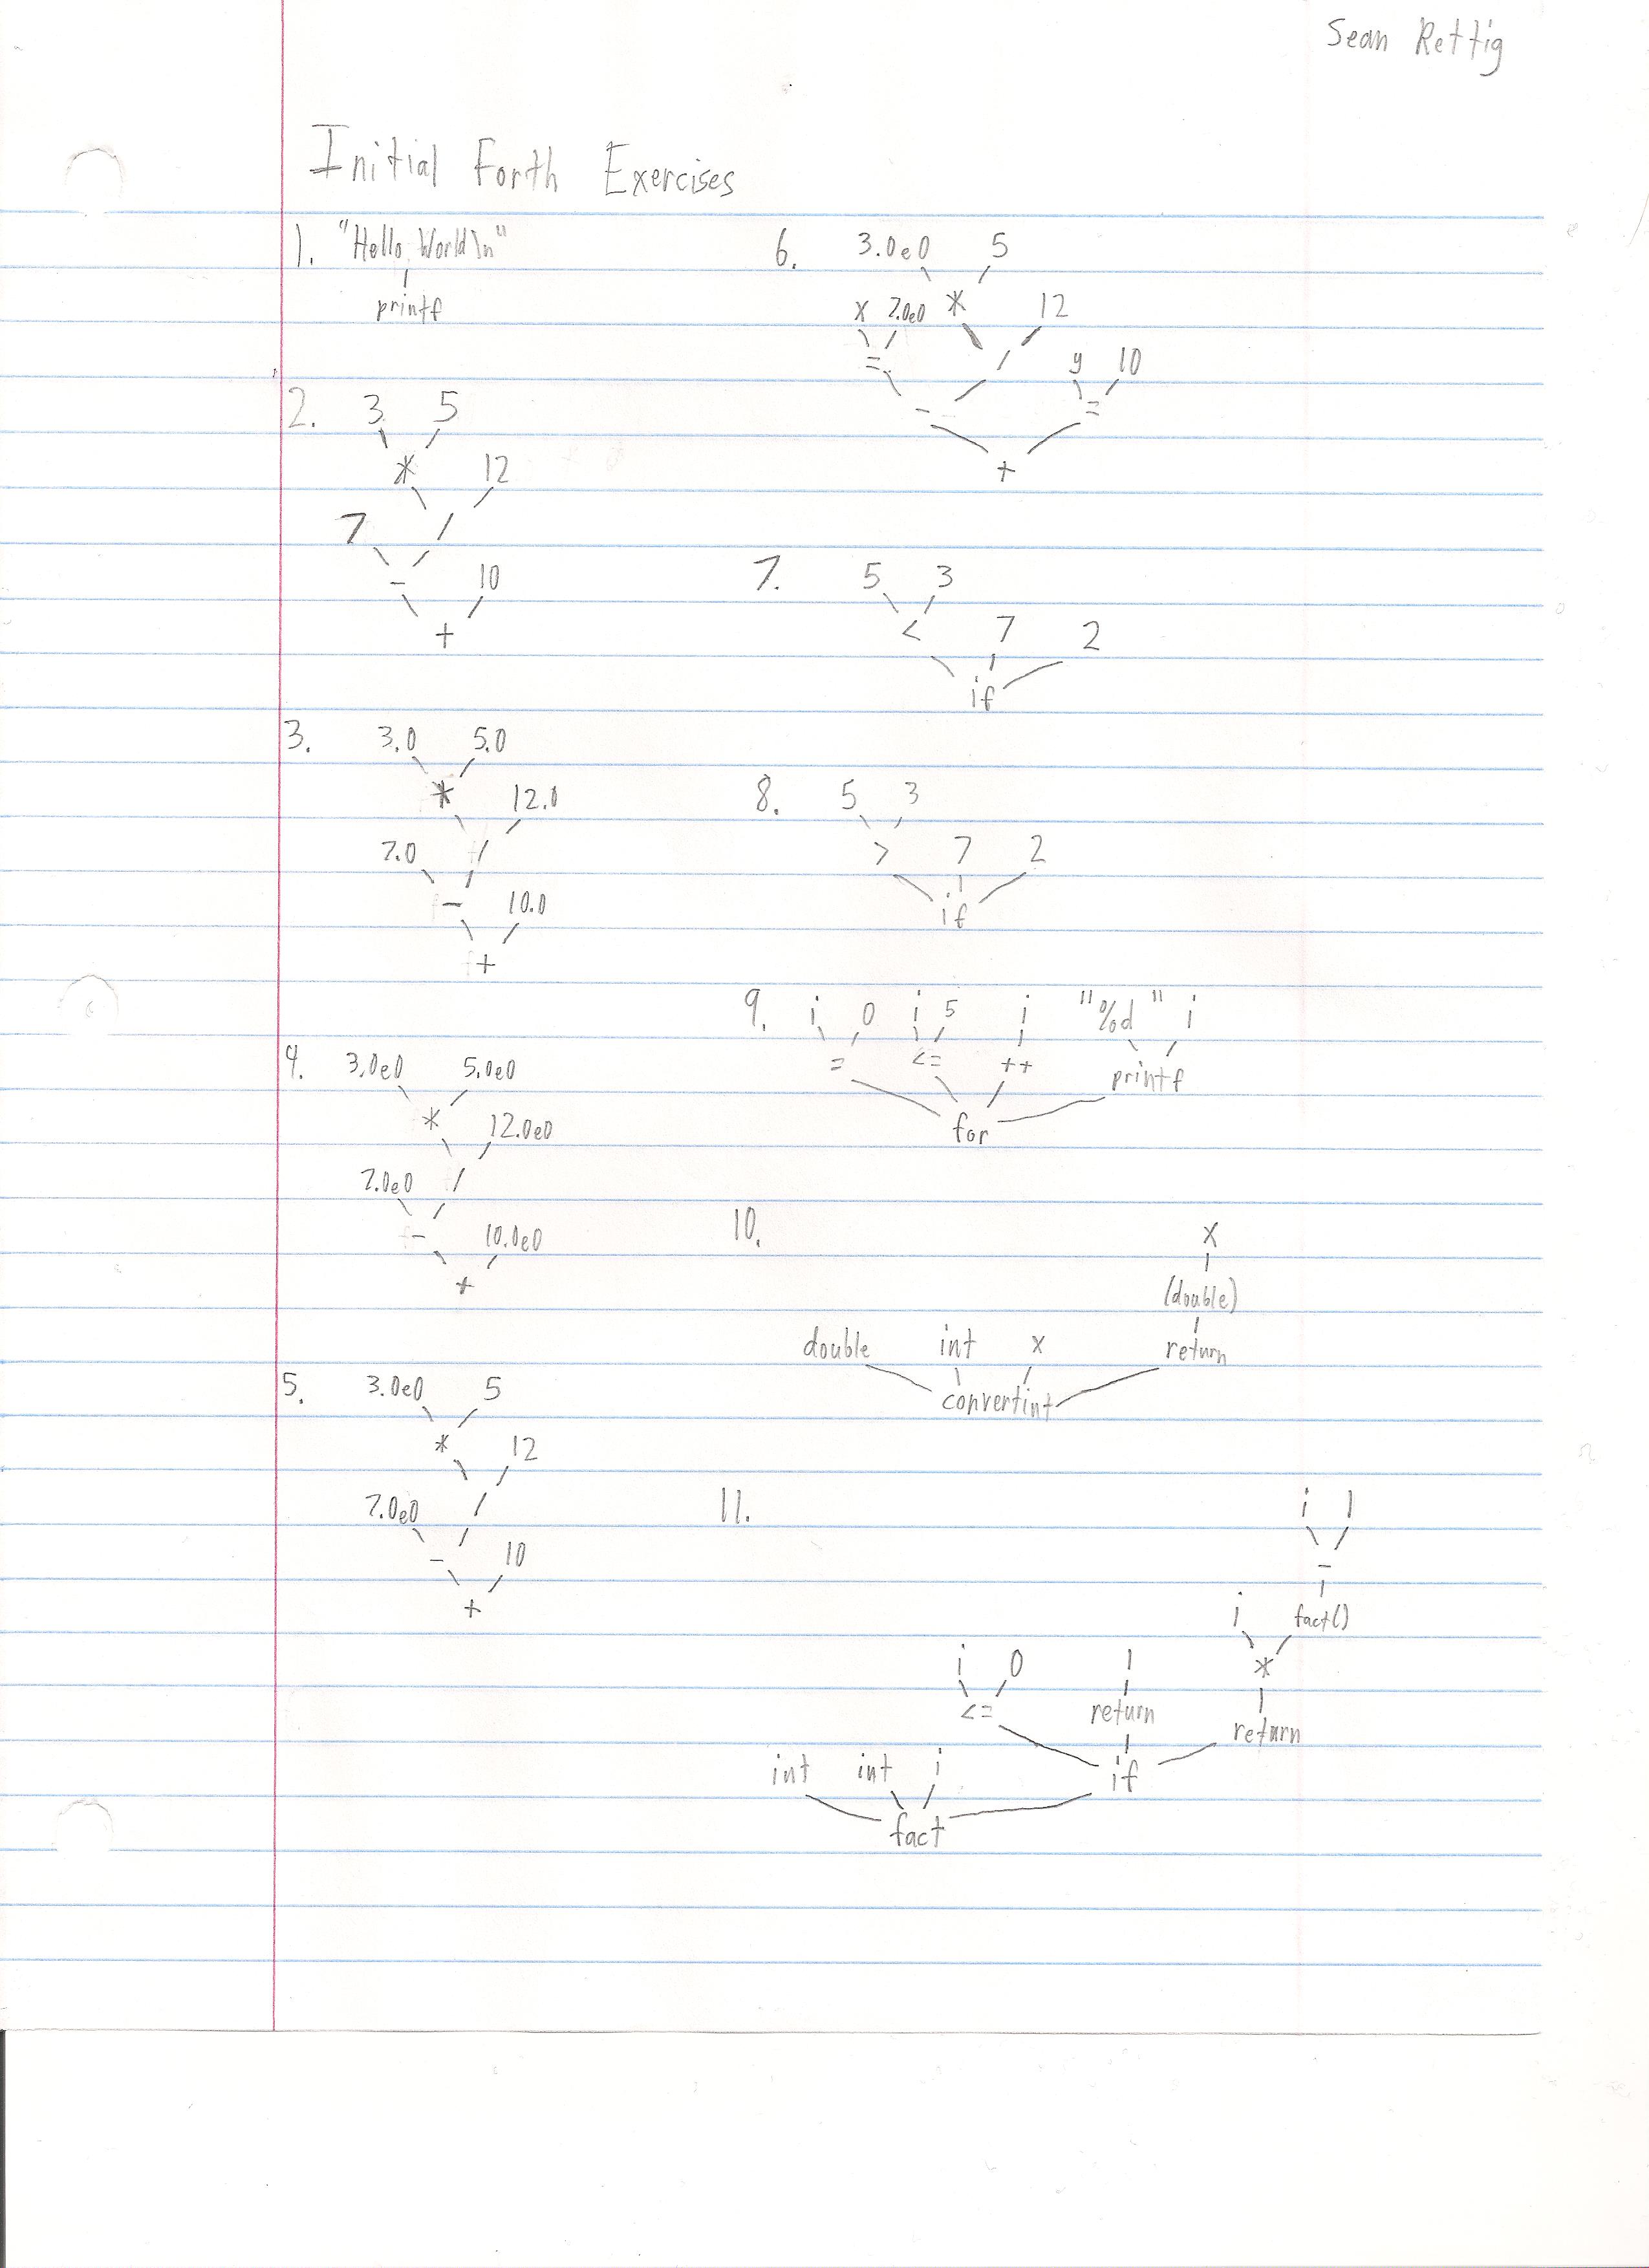 Sean Rettig
Initial Forth Exercises
1. "Hello, World\n"
printf
2. 3 5
* 12
7 /
- 10
+
3. 3.0 5.0
* 12.0
7.0 /
- 10.0
+
4. 3.0e0 5.0e0
* 12.0e0
7.0e0 /
- 10.0e0
+
5. 3.0e0 5
* 12
7.0e0 /
- 10
+
6. 3.0e0 5
x 7.0e0 * 12
= / y 10
- =
+
7. 5 3
< 7 2
if
8. 5 3
> 7 2
if
9. i 0 i 5 i "%d " i
= <= ++ printf
for
10. x
(double)
double int x return
convertint
11. i 1
-
i fact()
i 0 1 *
<= return return
int int i if
fact